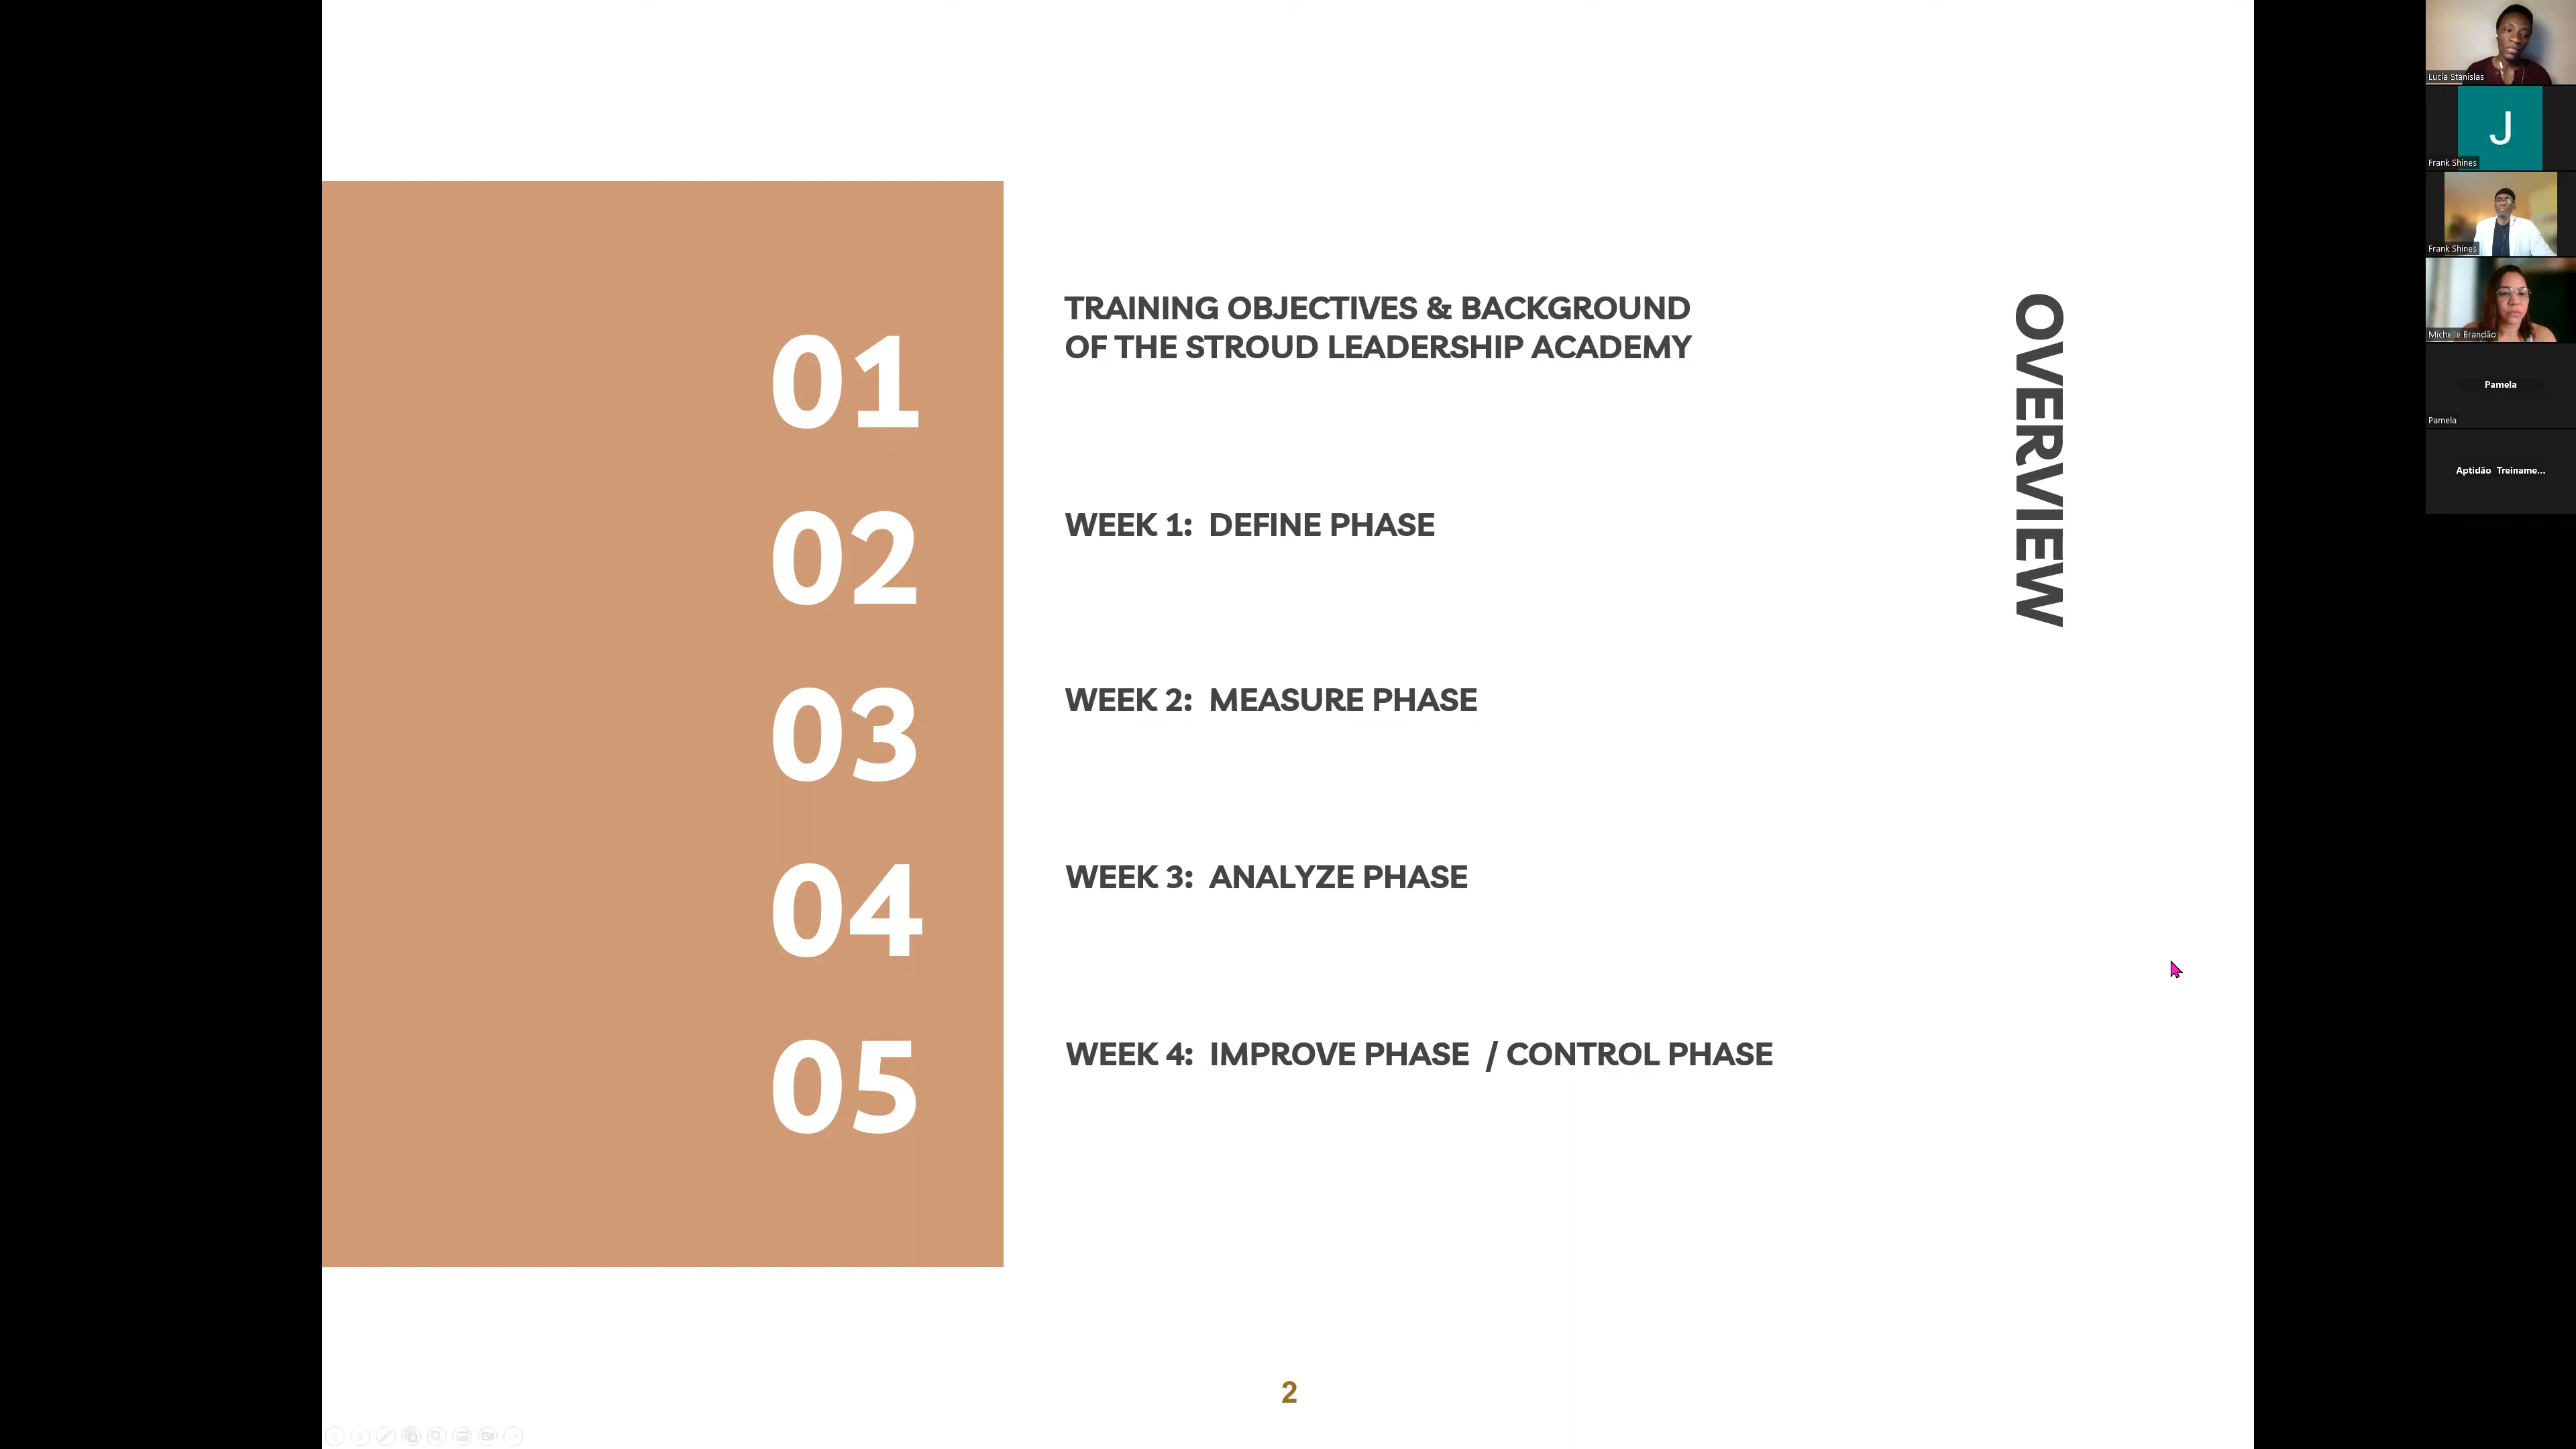 01
TRAINING OBJECTIVES & BACKGROUND
OF THE STROUD LEADERSHIP ACADEMY
02
WEEK 1: DEFINE PHASE
03
WEEK 2: MEASURE PHASE
04
WEEK 3: ANALYZE PHASE
05
WEEK 4: IMPROVE PHASE / CONTROL PHASE
OVERVIEW
2
Lucia Stanislas
J
Frank Shines
Frank Shines
Michelle Brandão
Pamela
Pamela
Aptidão Treiname...